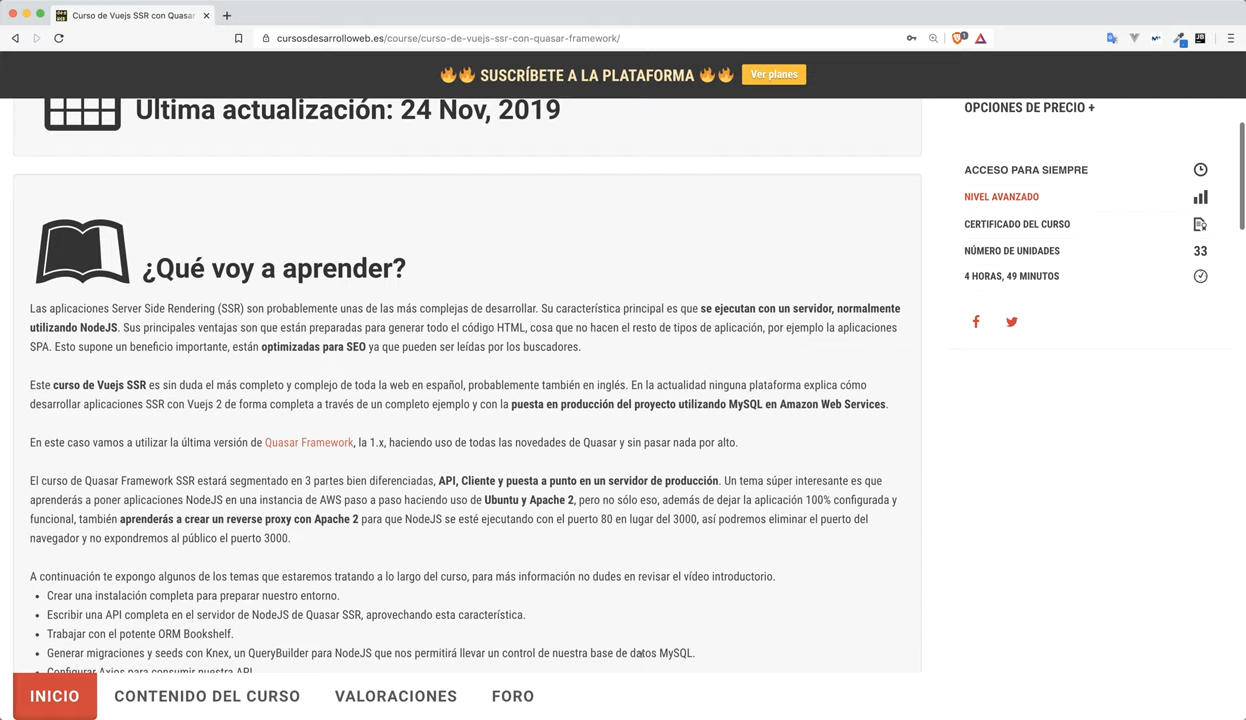 Curso de Vuejs SSR con Quasar
cursosdesarrolloweb.es/course/curso-de-vuejs-ssr-con-quasar-framework/
SUSCRÍBETE A LA PLATAFORMA
Ver planes
Última actualización: 24 Nov, 2019
¿Qué voy a aprender?
Las aplicaciones Server Side Rendering (SSR) son probablemente unas de las más complejas de desarrollar. Su característica principal es que se ejecutan con un servidor, normalmente
utilizando NodeJS. Sus principales ventajas son que están preparadas para generar todo el código HTML, cosa que no hacen el resto de tipos de aplicación, por ejemplo la aplicaciones
SPA. Esto supone un beneficio importante, están optimizadas para SEO ya que pueden ser leídas por los buscadores.
Este curso de Vuejs SSR es sin duda el más completo y complejo de toda la web en español, probablemente también en inglés. En la actualidad ninguna plataforma explica cómo
desarrollar aplicaciones SSR con Vuejs 2 de forma completa a través de un completo ejemplo y con la puesta en producción del proyecto utilizando MySQL en Amazon Web Services.
En este caso vamos a utilizar la última versión de Quasar Framework, la 1.x, haciendo uso de todas las novedades de Quasar y sin pasar nada por alto.
El curso de Quasar Framework SSR estará segmentado en 3 partes bien diferenciadas, API, Cliente y puesta a punto en un servidor de producción. Un tema súper interesante es que
aprenderás a poner aplicaciones NodeJS en una instancia de AWS paso a paso haciendo uso de Ubuntu y Apache 2, pero no sólo eso, además de dejar la aplicación 100% configurada y
funcional, también aprenderás a crear un reverse proxy con Apache 2 para que NodeJS se esté ejecutando con el puerto 80 en lugar del 3000, así podremos eliminar el puerto del
navegador y no expondremos al público el puerto 3000.
A continuación te expongo algunos de los temas que estaremos tratando a lo largo del curso, para más información no dudes en revisar el vídeo introductorio.
• Crear una instalación completa para preparar nuestro entorno.
• Escribir una API completa en el servidor de NodeJS de Quasar SSR, aprovechando esta característica.
• Trabajar con el potente ORM Bookshelf.
• Generar migraciones y seeds con Knex, un QueryBuilder para NodeJS que nos permitirá llevar un control de nuestra base de datos MySQL.
• Configurar Axios para consumir nuestra API
OPCIONES DE PRECIO +
ACCESO PARA SIEMPRE
NIVEL AVANZADO
CERTIFICADO DEL CURSO
NÚMERO DE UNIDADES 33
4 HORAS, 49 MINUTOS
INICIO CONTENIDO DEL CURSO VALORACIONES FORO